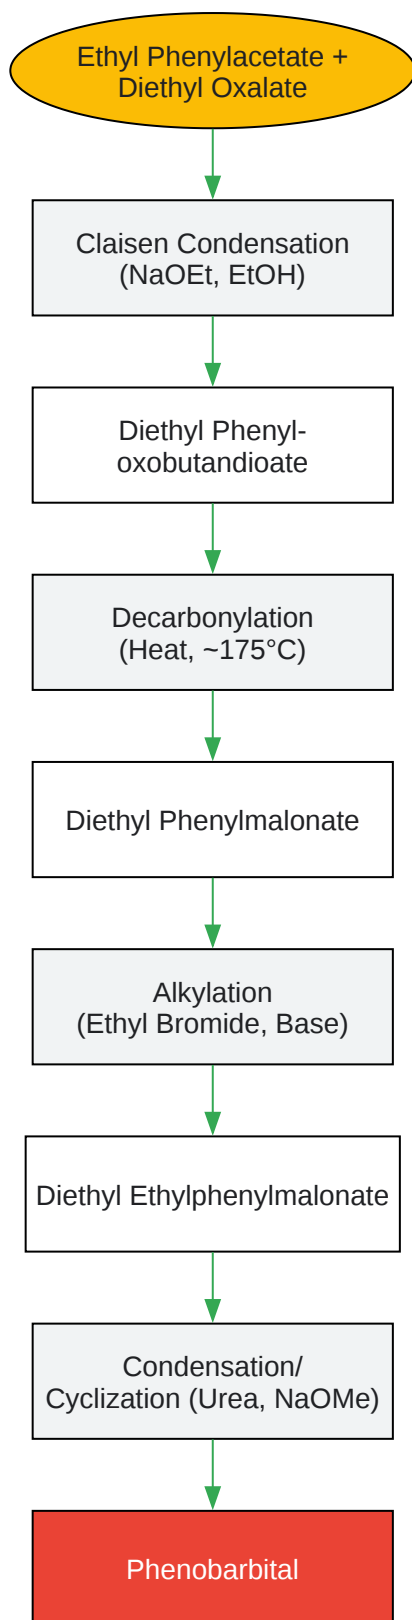 Ethyl Phenylacetate +
Diethyl Oxalate
Claisen Condensation
(NaOEt, EtOH)
Diethyl Phenyl-
oxobutandioate
Decarbonylation
(Heat, ~175°C)
Diethyl Phenylmalonate
Alkylation
(Ethyl Bromide, Base)
Diethyl Ethylphenylmalonate
Condensation/
Cyclization (Urea, NaOMe)
Phenobarbital